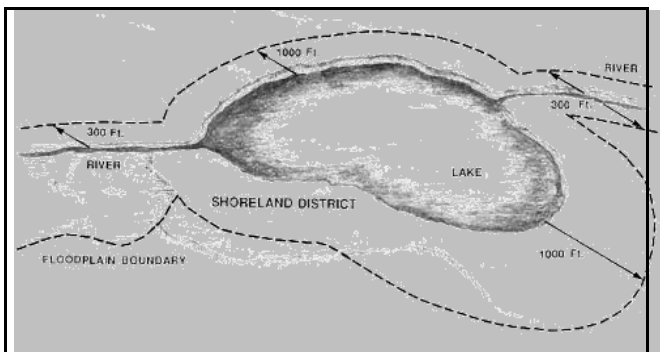 1000 Ft.
RIVER
300 Ft.
300 Ft.
RIVER
LAKE
SHORELAND DISTRICT
1000 Ft.
FLOODPLAIN BOUNDARY